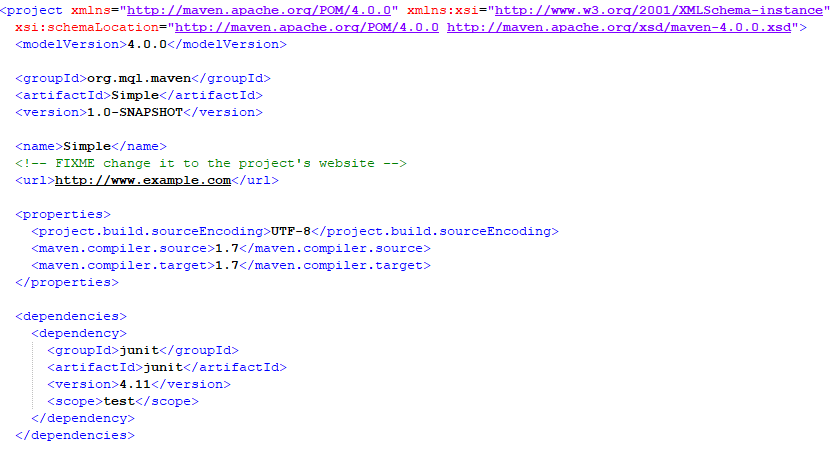 <project xmlns="http://maven.apache.org/POM/4.0.0" xmlns:xsi="http://www.w3.org/2001/XMLSchema-instance"
xsi:schemaLocation="http://maven.apache.org/POM/4.0.0 http://maven.apache.org/xsd/maven-4.0.0.xsd">
<modelVersion>4.0.0</modelVersion>
<groupId>org.mql.maven</groupId>
<artifactId>Simple</artifactId>
<version>1.0-SNAPSHOT</version>
<name>Simple</name>
<!-- FIXME change it to the project's website -->
<url>http://www.example.com</url>
<properties>
<project.build.sourceEncoding>UTF-8</project.build.sourceEncoding>
<maven.compiler.source>1.7</maven.compiler.source>
<maven.compiler.target>1.7</maven.compiler.target>
</properties>
<dependencies>
<dependency>
<groupId>junit</groupId>
<artifactId>junit</artifactId>
<version>4.11</version>
<scope>test</scope>
</dependency>
</dependencies>